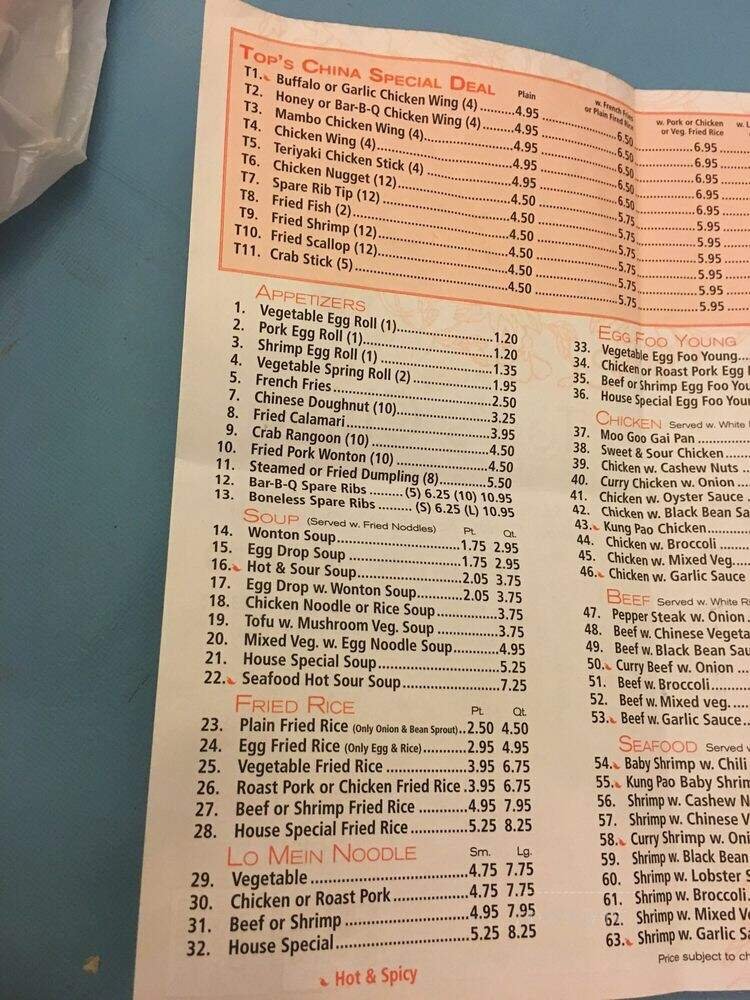 TOP'S CHINA SPECIAL DEAL
Plain
w. French Fries or Plain Fired Rice
w. Pork or Chicken or Veg. Fried Rice
T1. Buffalo or Garlic Chicken Wing (4) .........4.95 6.50 6.95
T2. Honey or Bar-B-Q Chicken Wing (4) ........4.95 6.50 6.95
T3. Mambo Chicken Wing (4)......4.95 6.50 6.95
T4. Chicken Wing (4)......4.95 6.50 6.95
T5. Teriyaki Chicken Stick (4) ......4.95 6.50 6.95
T6. Chicken Nugget (12)......4.50 5.75 5.95
T7. Spare Rib Tip (12) ......4.50 5.75 5.95
T8. Fried Fish (2)......4.50 5.75 5.95
T9. Fried Shrimp (12)......4.50 5.75 5.95
T10. Fried Scallop (12)......4.50 5.75 5.95
T11. Crab Stick (5)......4.50 5.75 5.95
APPETIZERS
1. Vegetable Egg Roll (1)......1.20
2. Pork Egg Roll (1)......1.20
3. Shrimp Egg Roll (1) ......1.35
4. Vegetable Spring Roll (2) ......1.95
5. French Fries......2.50
7. Chinese Doughnut (10)......3.25
8. Fried Calamari......3.95
9. Crab Rangoon (10) ......4.50
10. Fried Pork Wonton (10) ......4.50
11. Steamed or Fried Dumpling (8)......5.50
12. Bar-B-Q Spare Ribs ......... (5) 6.25 (10) 10.95
13. Boneless Spare Ribs ......... (S) 6.25 (L) 10.95
SOUP (Served w. Fried Noddles) Pt. Qt.
14. Wonton Soup......1.75 2.95
15. Egg Drop Soup ......1.75 2.95
16. Hot & Sour Soup......2.05 3.75
17. Egg Drop w. Wonton Soup......2.05 3.75
18. Chicken Noodle or Rice Soup......3.75
19. Tofu w. Mushroom Veg. Soup ......3.75
20. Mixed Veg. w. Egg Noodle Soup......4.95
21. House Special Soup......5.25
22. Seafood Hot Sour Soup......7.25
FRIED RICE Pt. Qt.
23. Plain Fried Rice (Only Onion & Bean Sprout)..2.50 4.50
24. Egg Fried Rice (Only Egg & Rice)......2.95 4.95
25. Vegetable Fried Rice ......3.95 6.75
26. Roast Pork or Chicken Fried Rice .3.95 6.75
27. Beef or Shrimp Fried Rice ......4.95 7.95
28. House Special Fried Rice......5.25 8.25
LO MEIN NOODLE Sm. Lg.
29. Vegetable ......4.75 7.75
30. Chicken or Roast Pork......4.75 7.75
31. Beef or Shrimp ......4.95 7.95
32. House Special......5.25 8.25
Hot & Spicy
EGG FOO YOUNG
33. Vegetable Egg Foo Young...
34. Chicken or Roast Pork Egg
35. Beef or Shrimp Egg Foo You
36. House Special Egg Foo Youn
CHICKEN Served w. White
37. Moo Goo Gai Pan ......
38. Sweet & Sour Chicken......
39. Chicken w. Cashew Nuts ..
40. Curry Chicken w. Onion ....
41. Chicken w. Oyster Sauce .
42. Chicken w. Black Bean Sa
43. Kung Pao Chicken......
44. Chicken w. Broccoli ......
45. Chicken w. Mixed Veg....
46. Chicken w. Garlic Sauce
BEEF Served w. White R
47. Pepper Steak w. Onion.
48. Beef w. Chinese Vegeta
49. Beef w. Black Bean Sau
50. Curry Beef w. Onion ...
51. Beef w. Broccoli......
52. Beef w. Mixed veg.....
53. Beef w. Garlic Sauce..
SEAFOOD Served
54. Baby Shrimp w. Chili
55. Kung Pao Baby Shrim
56. Shrimp w. Cashew N
57. Shrimp w. Chinese V
58. Curry Shrimp w. Oni
59. Shrimp w. Black Bean
60. Shrimp w. Lobster S
61. Shrimp w. Broccoli.
62. Shrimp w. Mixed V
63. Shrimp w. Garlic Sa
Price subject to ch